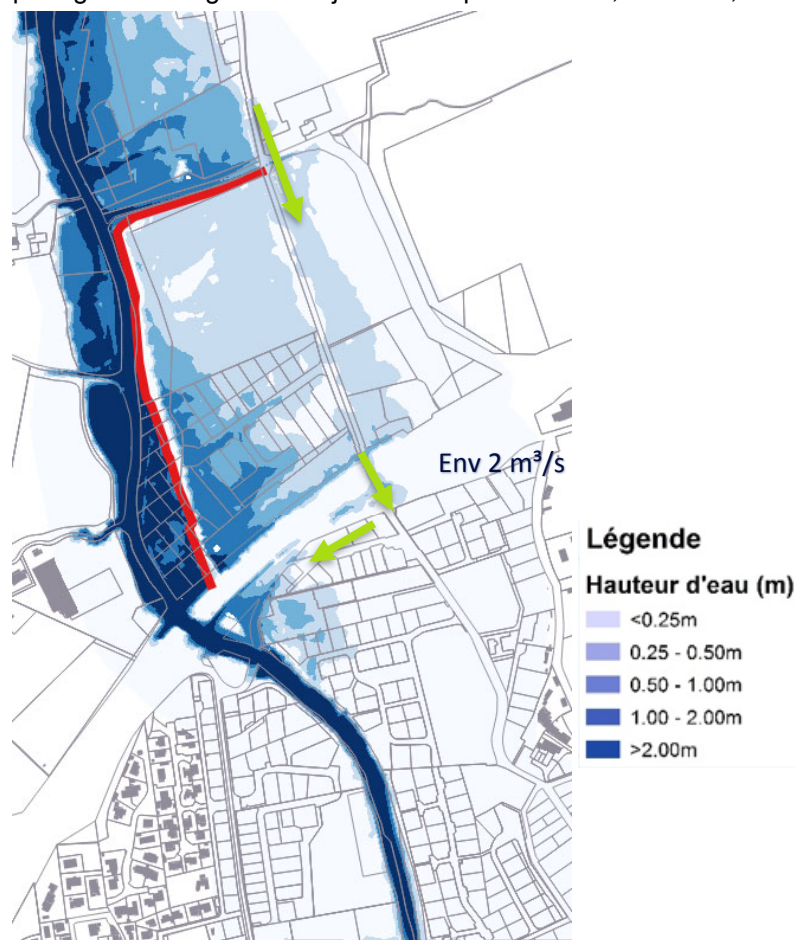 Env 2 m³/s
Légende
Hauteur d'eau (m)
<0.25m
0.25 - 0.50m
0.50 - 1.00m
1.00 - 2.00m
>2.00m